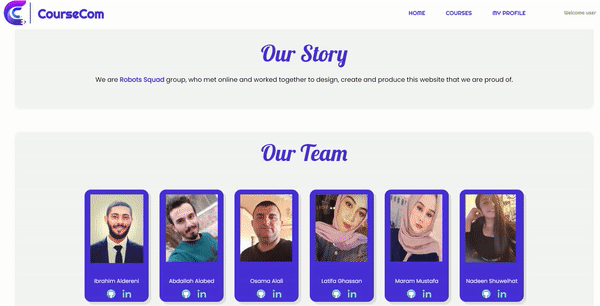 CourseCom
HOME COURSES MY PROFILE Welcome user
Our Story
We are Robots Squad group, who met online and worked together to design, create and produce this website that we are proud of.
Our Team
Ibrahim Aldereni Abdallah Alabed Osama Alali Latifa Ghassan Maram Mustafa Nadeen Shuweihat